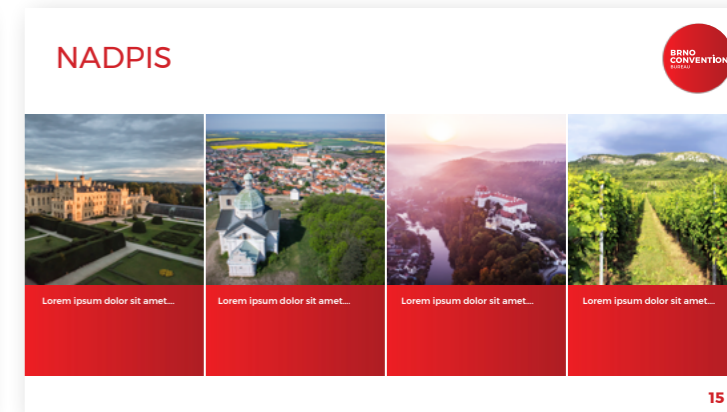 NADPIS
BRNO
CONVENTION
BUREAU
Lorem ipsum dolor sit amet....
Lorem ipsum dolor sit amet....
Lorem ipsum dolor sit amet....
Lorem ipsum dolor sit amet....
15